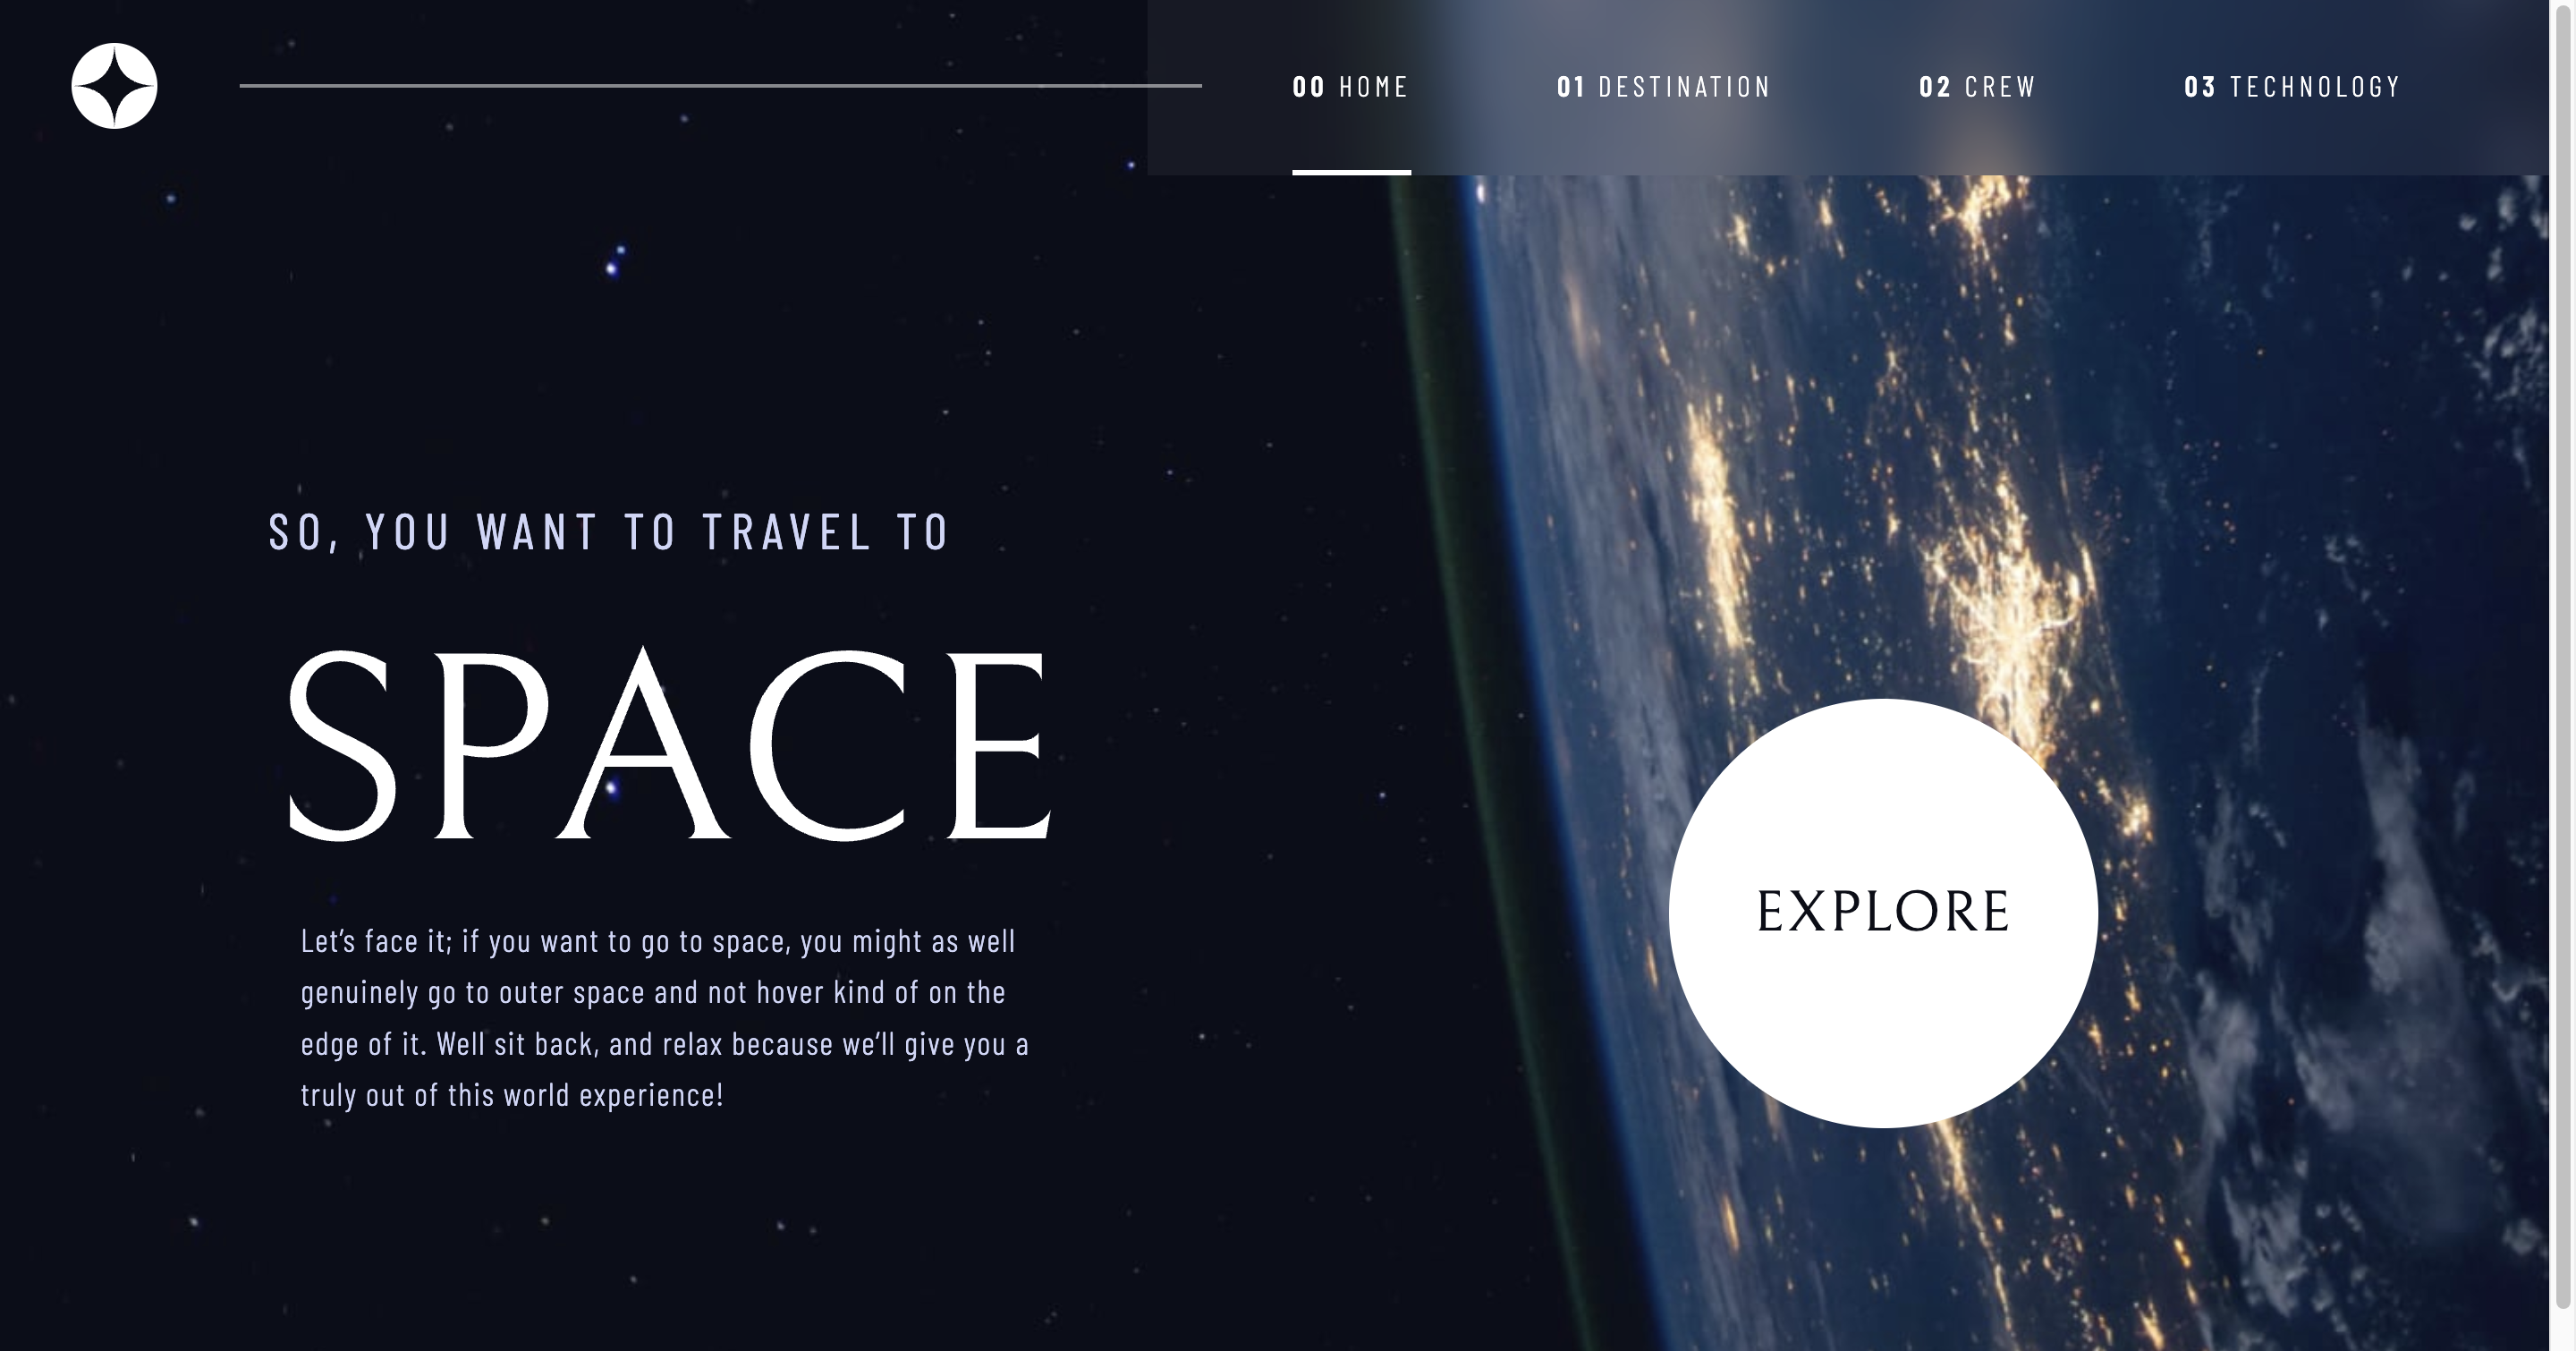 00 HOME 01 DESTINATION 02 CREW 03 TECHNOLOGY
SO, YOU WANT TO TRAVEL TO
SPACE
Let’s face it; if you want to go to space, you might as well
genuinely go to outer space and not hover kind of on the
edge of it. Well sit back, and relax because we’ll give you a
truly out of this world experience!
EXPLORE